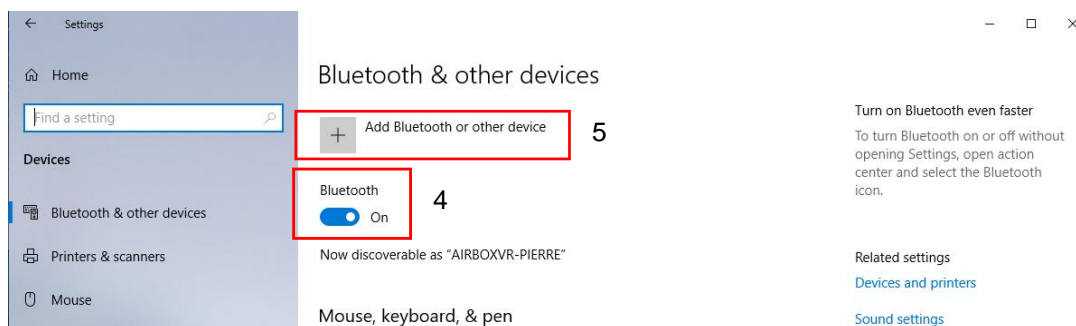 Settings
Home
Find a setting
Devices
Bluetooth & other devices
Printers & scanners
Mouse
Bluetooth & other devices
Add Bluetooth or other device
5
Bluetooth
4
On
Now discoverable as “AIRBOXVR-PIERRE”
Mouse, keyboard, & pen
Turn on Bluetooth even faster
To turn Bluetooth on or off without
opening Settings, open action
center and select the Bluetooth
icon.
Related settings
Devices and printers
Sound settings